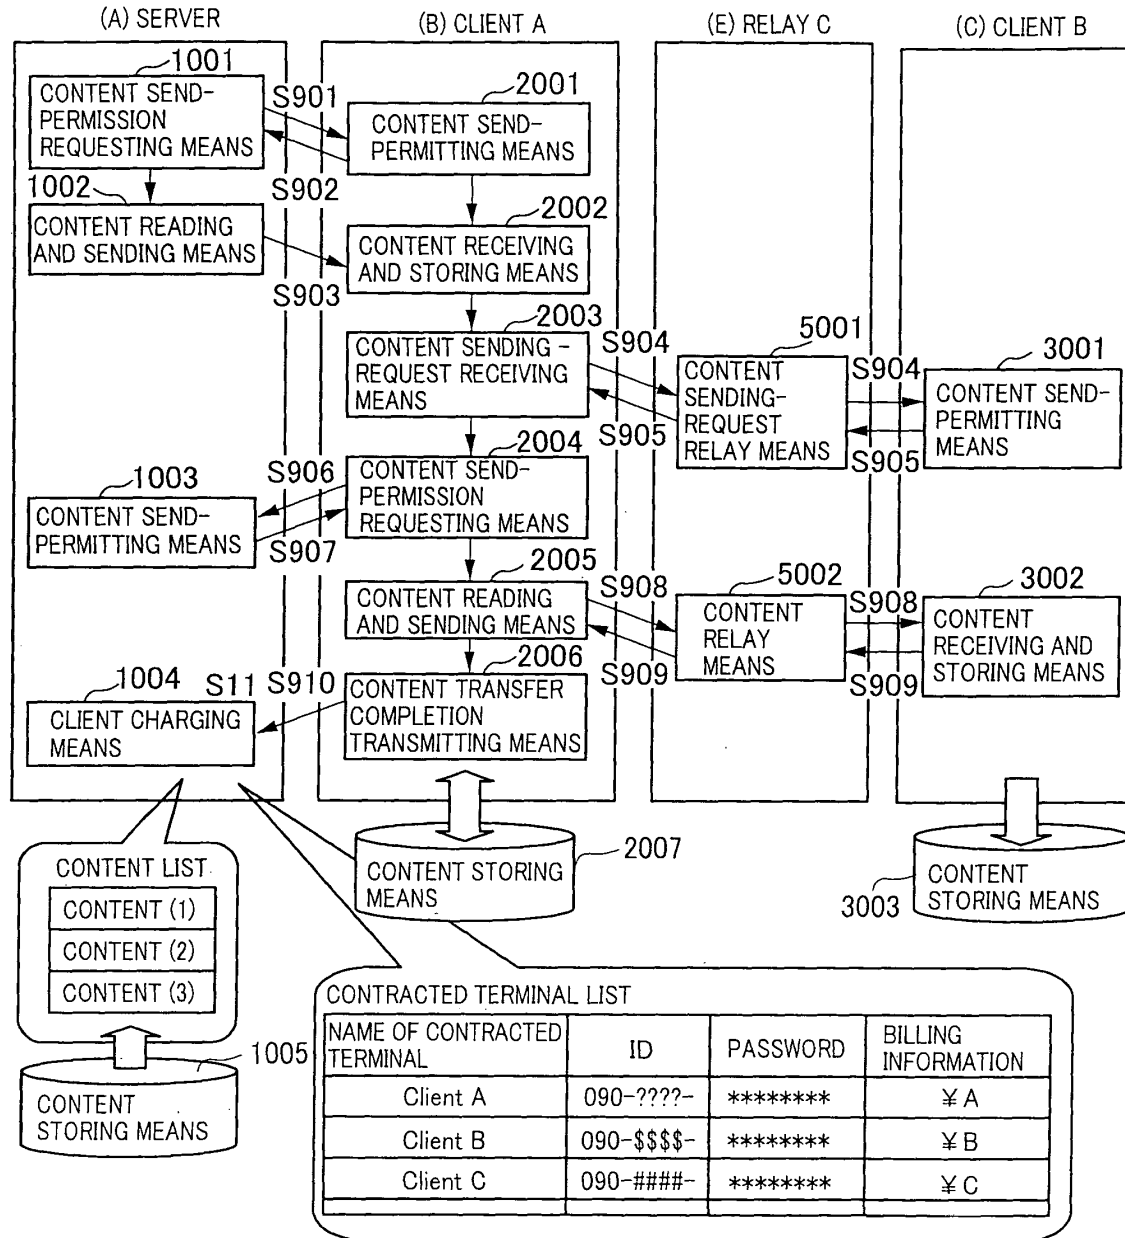 (A) SERVER
(B) CLIENT A
(E) RELAY C
(C) CLIENT B
1001
CONTENT SEND-
PERMISSION
REQUESTING MEANS
S901
2001
CONTENT SEND-
PERMITTING MEANS
1002
S902
CONTENT READING
AND SENDING MEANS
2002
CONTENT RECEIVING
AND STORING MEANS
S903
2003
CONTENT SENDING-
REQUEST RECEIVING
MEANS
S904
5001
CONTENT
SENDING-
REQUEST
RELAY MEANS
S904
3001
CONTENT SEND-
PERMITTING
MEANS
S905
S905
2004
CONTENT SEND-
PERMISSION
REQUESTING MEANS
S906
1003
CONTENT SEND-
PERMITTING MEANS
S907
2005
CONTENT READING
AND SENDING MEANS
S908
5002
CONTENT
RELAY
MEANS
S908
3002
CONTENT
RECEIVING AND
STORING MEANS
S909
S909
2006
CONTENT TRANSFER
COMPLETION
TRANSMITTING MEANS
1004
S11
S910
CLIENT CHARGING
MEANS
CONTENT STORING
MEANS
2007
CONTENT
STORING MEANS
3003
CONTENT LIST
CONTENT (1)
CONTENT (2)
CONTENT (3)
1005
CONTENT
STORING MEANS
CONTRACTED TERMINAL LIST
NAME OF CONTRACTED
TERMINAL
ID
PASSWORD
BILLING
INFORMATION
Client A 090-????- ******** ¥A
Client B 090-$$$$- ******** ¥B
Client C 090-####- ******** ¥C